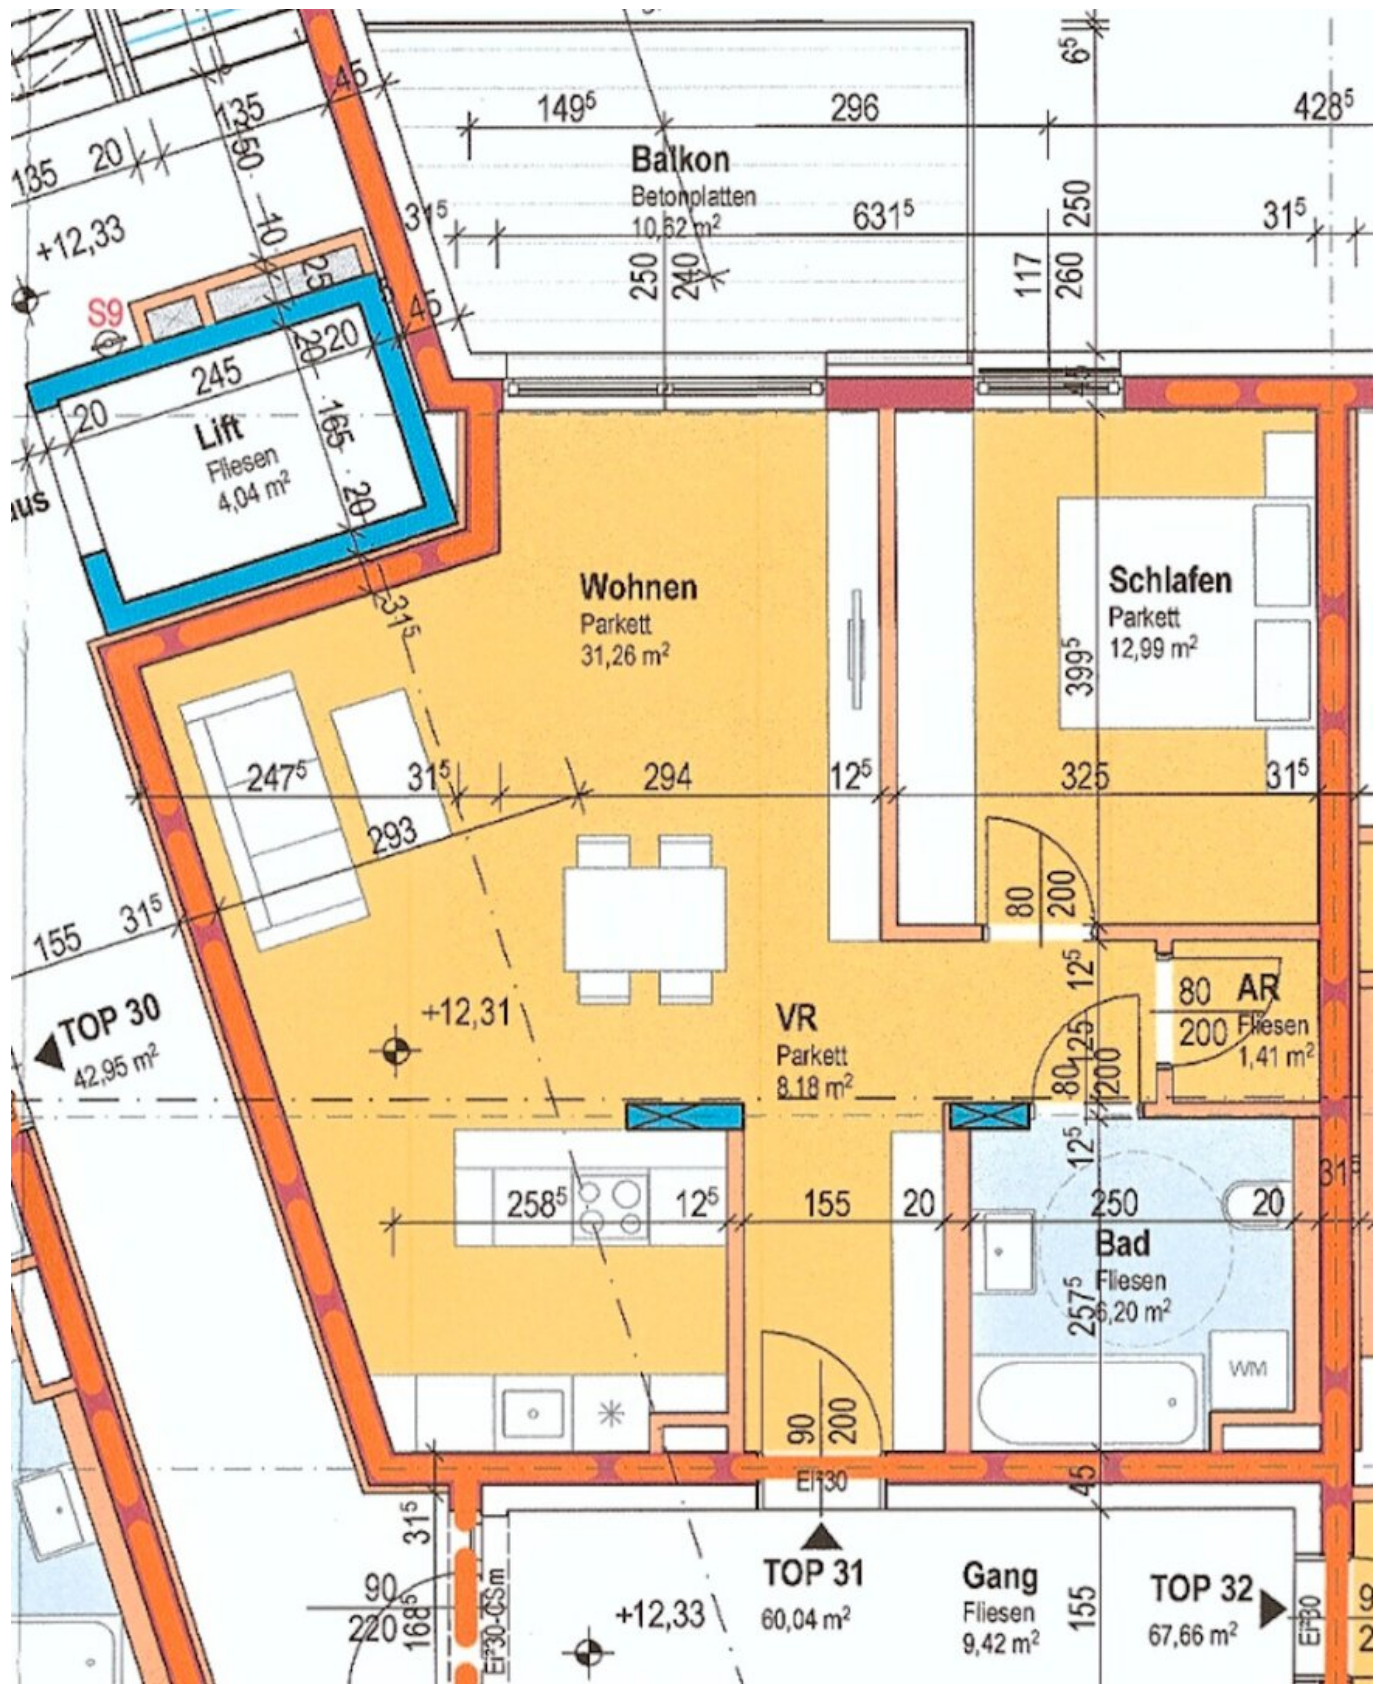 45
135
149⁵
296
428⁵
6⁵
20
150
135
Balkon
Betonplatten
10,62 m²
31⁵
631⁵
250
31⁵
+12,33
10
25
250
240
117
260
S9
45
20
20
245
20
165
Lift
Fliesen
4,04 m²
20
31⁵
Wohnen
Parkett
31,26 m²
Schlafen
Parkett
12,99 m²
399⁵
247⁵
31⁵
294
12⁵
325
31⁵
293
80
200
155
31⁵
TOP 30
42,95 m²
+12,31
VR
Parkett
8.18 m²
12⁵
125
80
200
80
200
AR
Fliesen
1,41 m²
12⁵
31⁵
258⁵
12⁵
155
20
250
20
Bad
Fliesen
6,20 m²
257⁵
WM
90
200
EI²30
45
31⁵
90
220
168⁵
EI²30-CSm
TOP 31
60,04 m²
+12,33
Gang
Fliesen
9,42 m²
155
TOP 32
67,66 m²
EI²30